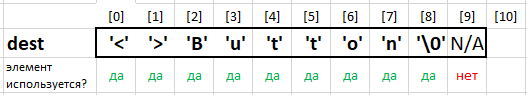 [0] [1] [2] [3] [4] [5] [6] [7] [8] [9] [10]
dest '<' '>' 'B' 'u' 't' 't' 'o' 'n' '\0' N/A
элемент
используется? да да да да да да да да да нет